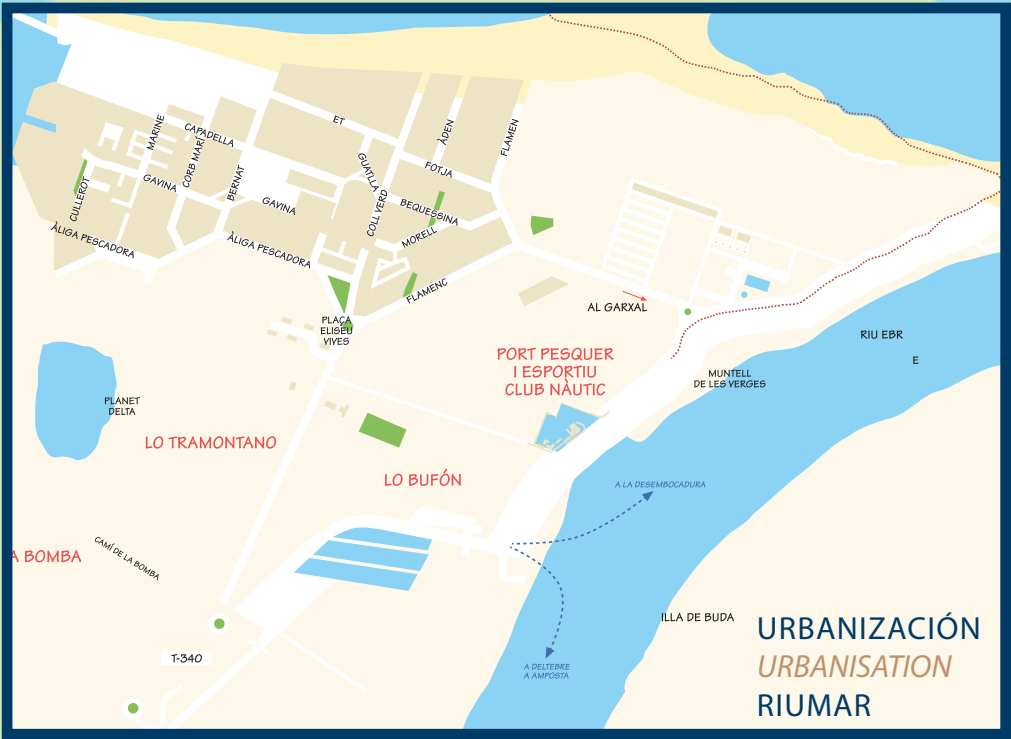 ET
MARINE
CAPADELLA
ÀDEN
FLAMEN
CORB MARÍ
GUATLLA
FOTJA
BERNAT
GAVINA
CULLEROT
GAVINA
COLL VERD
BEQUESSINA
MORELL
ÀLIGA PESCADORA
ÀLIGA PESCADORA
FLAMENC
AL GARXAL
PLAÇA
ELISEU
VIVES
RIU EBR
E
PORT PESQUER
I ESPORTIU
CLUB NÀUTIC
MUNTELL
DE LES VERGES
PLANET
DELTA
LO TRAMONTANO
LO BUFÓN
A LA DESEMBOCADURA
A BOMBA
CAMÍ DE LA BOMBA
ILLA DE BUDA
T-340
A DELTEBRE
A AMPOSTA
URBANIZACIÓN
URBANISATION
RIUMAR